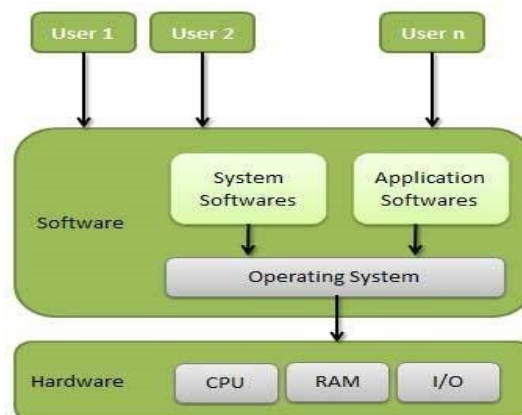 User 1 User 2 User n
System Softwares Application Softwares
Software
Operating System
Hardware CPU RAM I/O